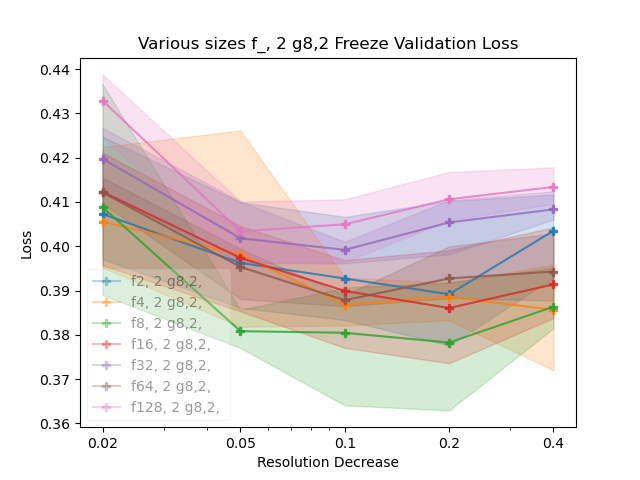 Various sizes f_, 2 g8,2 Freeze Validation Loss
0.44
0.43
0.42
0.41
0.40
0.39
0.38
0.37
0.36
Loss
f2, 2 g8,2,
f4, 2 g8,2,
f8, 2 g8,2,
f16, 2 g8,2,
f32, 2 g8,2,
f64, 2 g8,2,
f128, 2 g8,2,
0.02 0.05 0.1 0.2 0.4
Resolution Decrease